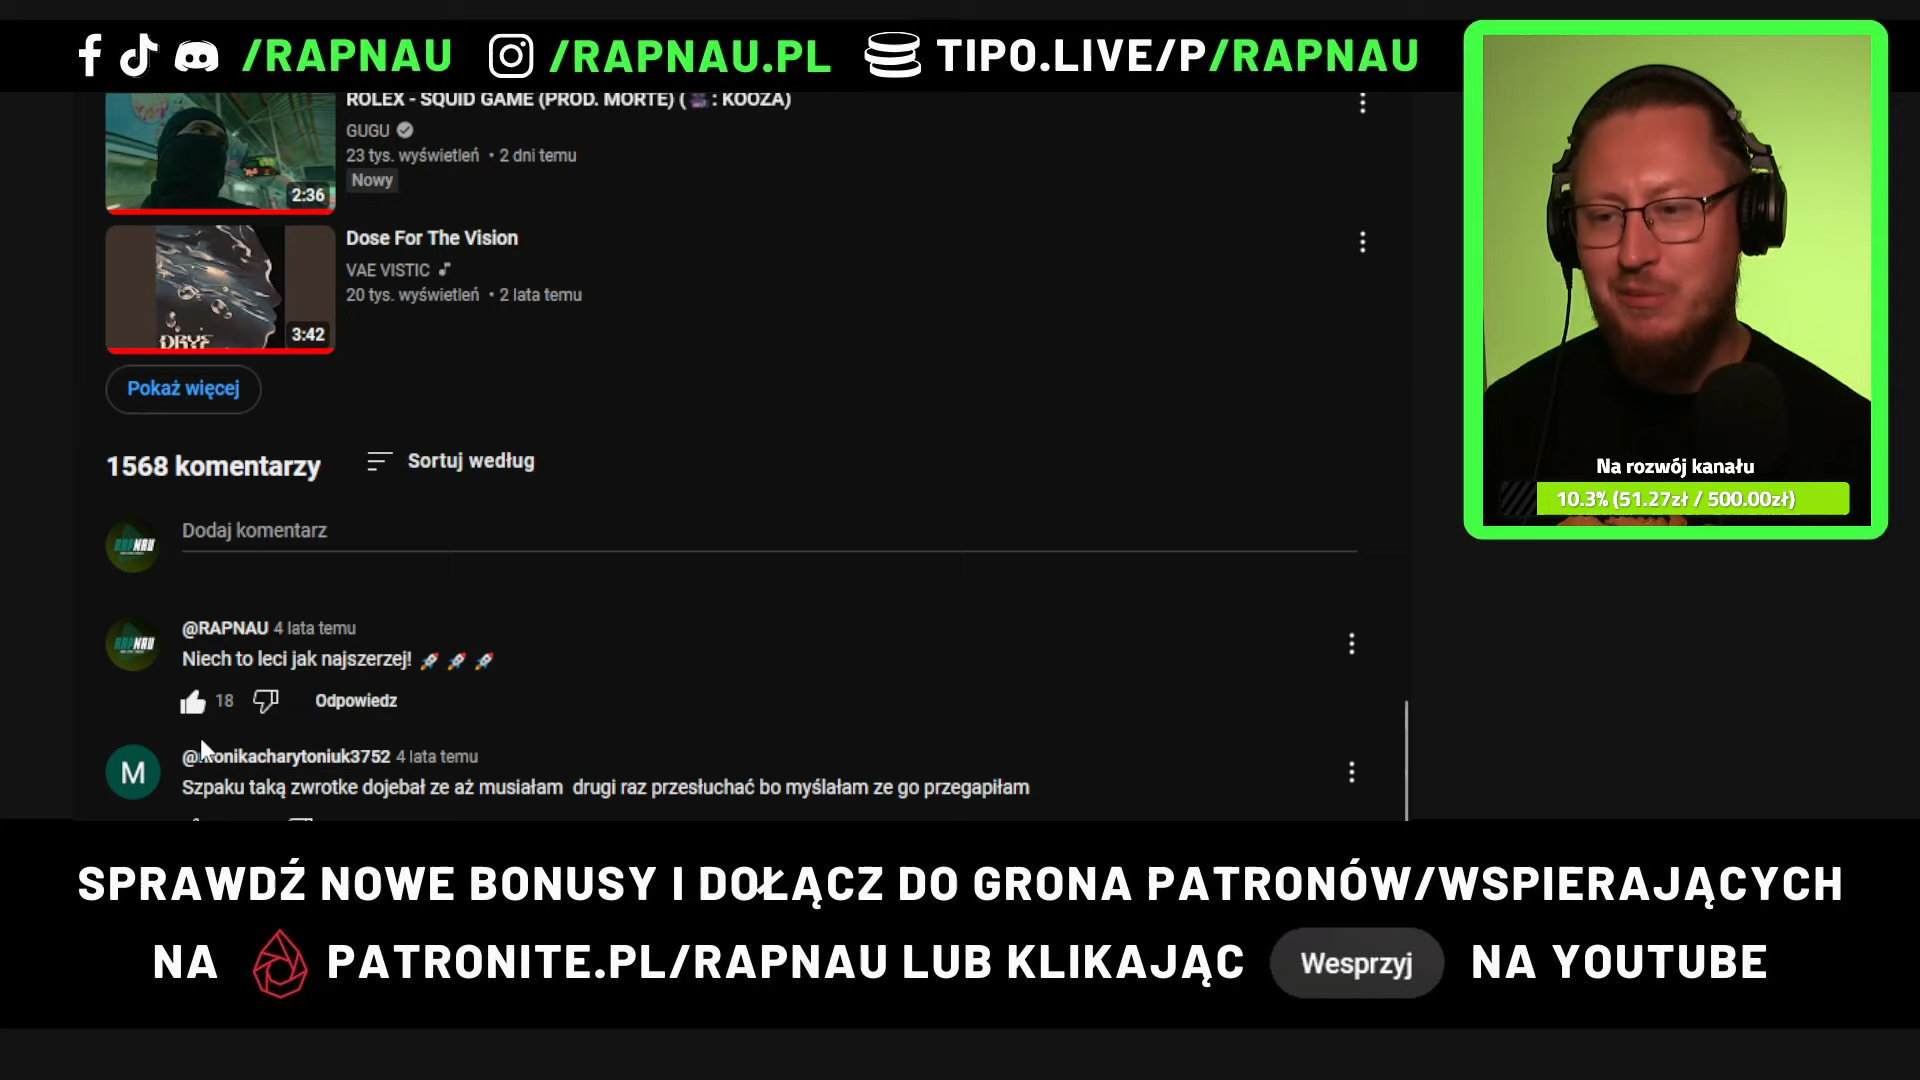 /RAPNAU /RAPNAU.PL TIPO.LIVE/P/RAPNAU
ROLEX - SQUID GAME (PROD. MORTE) ( : KOOZA)
GUGU
23 tys. wyświetleń • 2 dni temu
Nowy
2:36
Dose For The Vision
VAE VISTIC
20 tys. wyświetleń • 2 lata temu
DRYF
3:42
Pokaż więcej
1568 komentarzy
Sortuj według
RAPNAU
Dodaj komentarz
RAPNAU
@RAPNAU 4 lata temu
Niech to leci jak najszerzej! 🚀 🚀 🚀
18
Odpowiedz
M
@monikacharytoniuk3752 4 lata temu
Szpaku taką zwrotke dojebał ze aż musiałam drugi raz przesłuchać bo myślałam ze go przegapiłam
Na rozwój kanału
10.3% (51.27zł / 500.00zł)
SPRAWDŹ NOWE BONUSY I DOŁĄCZ DO GRONA PATRONÓW/WSPIERAJĄCYCH
NA PATRONITE.PL/RAPNAU LUB KLIKAJĄC Wesprzyj NA YOUTUBE